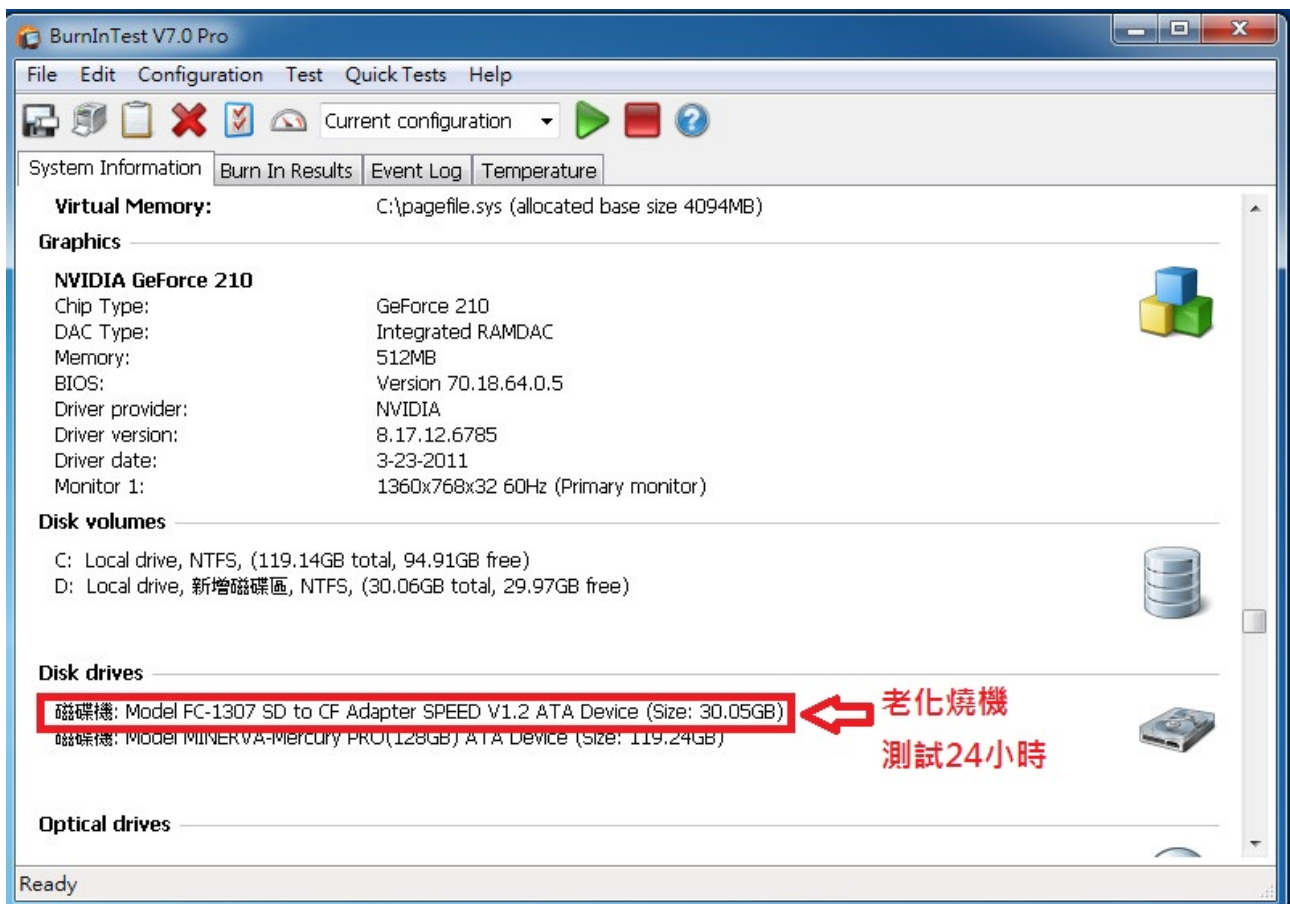 BurnInTest V7.0 Pro
File Edit Configuration Test Quick Tests Help
Current configuration
System Information Burn In Results Event Log Temperature
Virtual Memory: C:\pagefile.sys (allocated base size 4094MB)
Graphics
NVIDIA GeForce 210
Chip Type: GeForce 210
DAC Type: Integrated RAMDAC
Memory: 512MB
BIOS: Version 70.18.64.0.5
Driver provider: NVIDIA
Driver version: 8.17.12.6785
Driver date: 3-23-2011
Monitor 1: 1360x768x32 60Hz (Primary monitor)
Disk volumes
C: Local drive, NTFS, (119.14GB total, 94.91GB free)
D: Local drive, 新增磁碟區, NTFS, (30.06GB total, 29.97GB free)
Disk drives
磁碟機: Model FC-1307 SD to CF Adapter SPEED V1.2 ATA Device (Size: 30.05GB)
老化燒機
磁碟機: Model MINERVA-Mercury PRO(128GB) ATA Device (Size: 119.24GB)
測試24小時
Optical drives
Ready